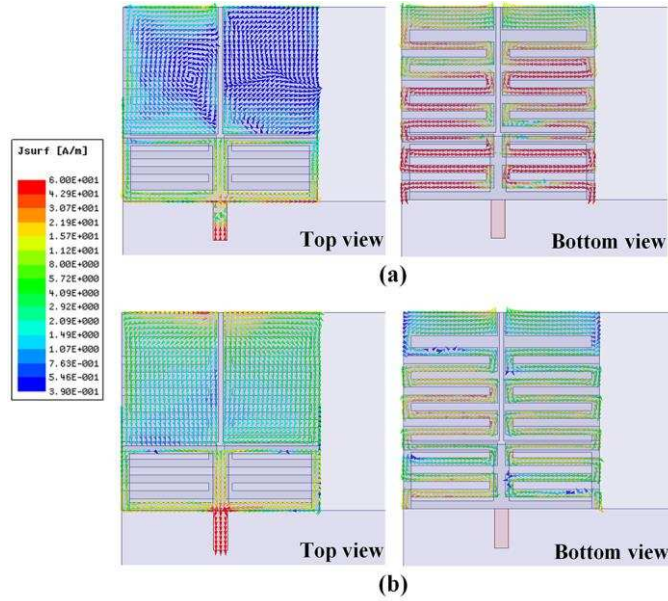 Jsurf [A/m]
6.00E+001
4.29E+001
3.07E+001
2.19E+001
1.57E+001
1.12E+001
8.00E+000
5.72E+000
4.09E+000
2.92E+000
2.09E+000
1.49E+000
1.07E+000
7.63E-001
5.46E-001
3.90E-001
Top view
Bottom view
(a)
Top view
Bottom view
(b)